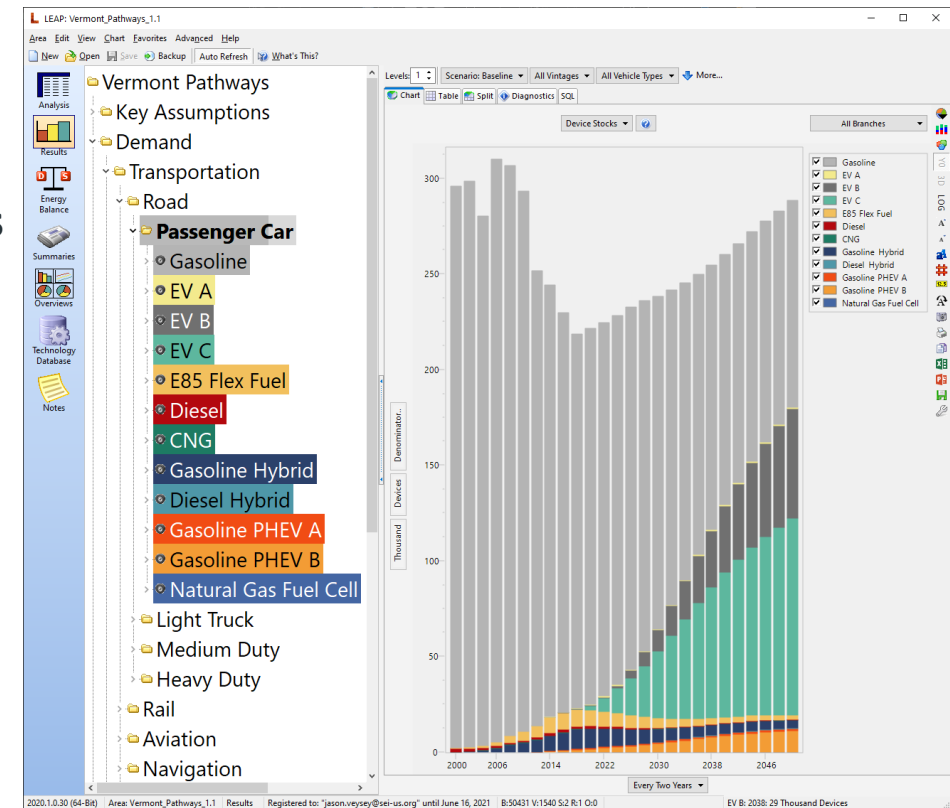 LEAP: Vermont_Pathways_1.1
Area Edit View Chart Favorites Advanced Help
New Open Save Backup Auto Refresh What's This?
Analysis
Results
Energy
Balance
Summaries
Overviews
Technology
Database
Notes
s
Vermont Pathways
Key Assumptions
Demand
Transportation
Road
Passenger Car
Gasoline
EV A
EV B
EV C
E85 Flex Fuel
Diesel
CNG
Gasoline Hybrid
Diesel Hybrid
Gasoline PHEV A
Gasoline PHEV B
Natural Gas Fuel Cell
Light Truck
Medium Duty
Heavy Duty
Rail
Aviation
Navigation
Levels: 1 Scenario: Baseline All Vintages All Vehicle Types More...
Chart Table Split Diagnostics SQL
Device Stocks
All Branches
Denominator..
Devices
Thousand
300
250
200
150
100
50
0
2000 2006 2014 2022 2030 2038 2046
Every Two Years
Gasoline
EV A
EV B
EV C
E85 Flex Fuel
Diesel
CNG
Gasoline Hybrid
Diesel Hybrid
Gasoline PHEV A
Gasoline PHEV B
Natural Gas Fuel Cell
3D
LOG
2020.1.0.30 (64-Bit) Area: Vermont_Pathways_1.1 Results Registered to: "jason.veysey@sei-us.org" until June 16, 2021 B:50431 V:1540 S:2 R:1 O:0 EV B: 2038: 29 Thousand Devices